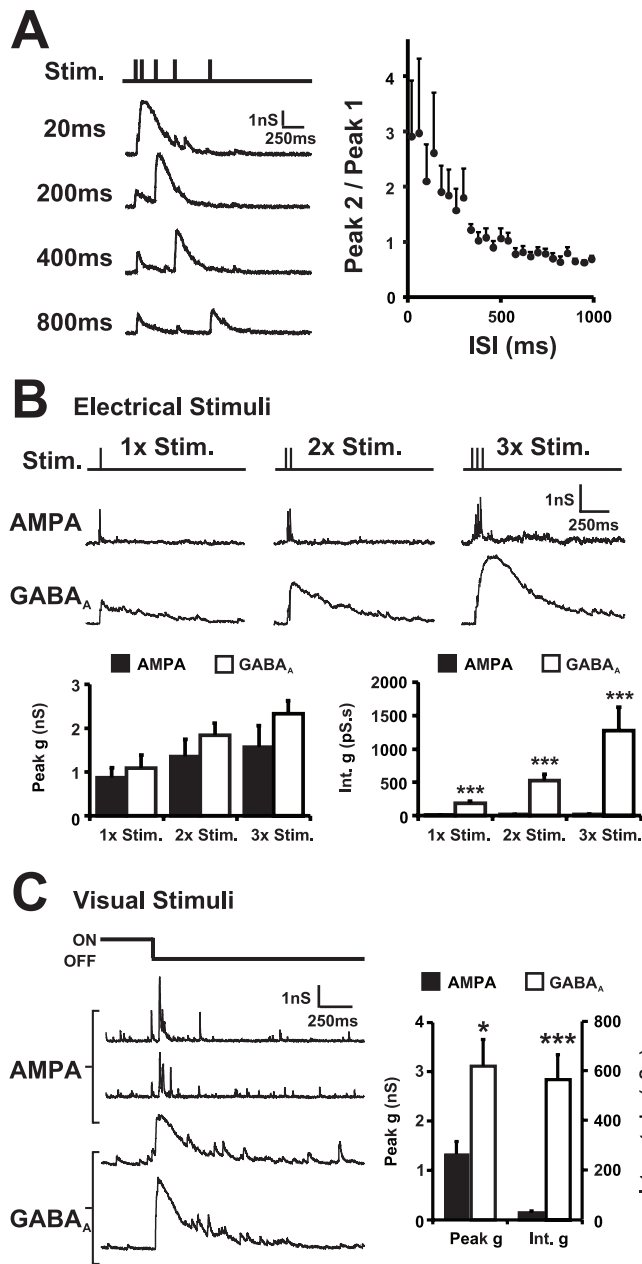 A
Stim.
20ms
1nS
250ms
200ms
400ms
800ms
Peak 2 / Peak 1
4
3
2
1
0
0 500 1000
ISI (ms)
B Electrical Stimuli
1x Stim. 2x Stim. 3x Stim.
Stim.
AMPA
1nS
250ms
GABAA
AMPA GABAA
Peak g (nS)
3
2
1
0
1x Stim. 2x Stim. 3x Stim.
AMPA GABAA
Int. g (pS.s)
2000
1500
1000
500
0
*** *** ***
1x Stim. 2x Stim. 3x Stim.
C Visual Stimuli
ON
OFF
1nS
250ms
AMPA
GABAA
AMPA GABAA
Peak g (nS)
4
3
2
1
0
* ***
800
600
400
200
0
Peak g Int. g